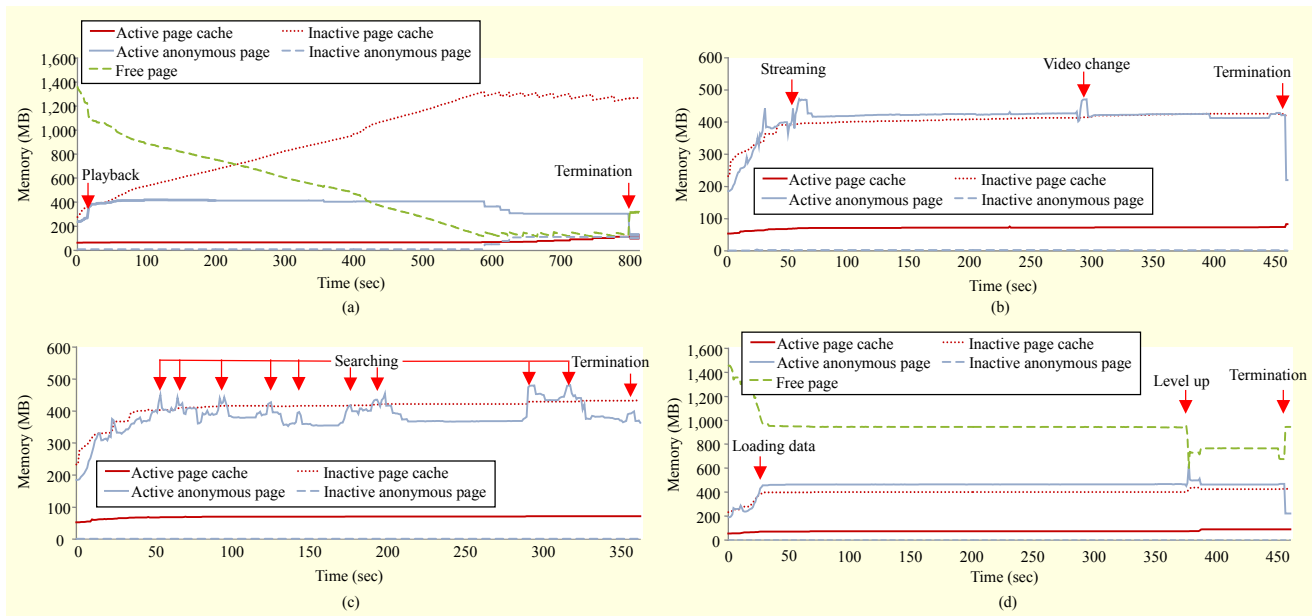 Active page cache
Inactive page cache
Active anonymous page
Inactive anonymous page
Free page
1,600
1,400
1,200
1,000
800
600
400
200
0
Memory (MB)
Playback
Termination
0 100 200 300 400 500 600 700 800
Time (sec)
(a)
600
500
400
300
200
100
0
Memory (MB)
Streaming
Video change
Termination
Active page cache
Inactive page cache
Active anonymous page
Inactive anonymous page
0 50 100 150 200 250 300 350 400 450
Time (sec)
(b)
600
500
400
300
200
100
0
Memory (MB)
Searching
Termination
Active page cache
Inactive page cache
Active anonymous page
Inactive anonymous page
0 50 100 150 200 250 300 350
Time (sec)
(c)
Active page cache
Inactive page cache
Active anonymous page
Inactive anonymous page
Free page
1,600
1,400
1,200
1,000
800
600
400
200
0
Memory (MB)
Loading data
Level up
Termination
0 50 100 150 200 250 300 350 400 450
Time (sec)
(d)